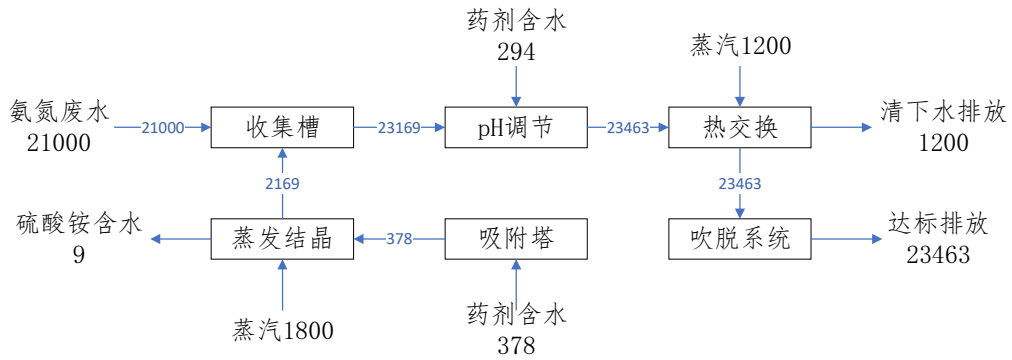 药剂含水
294
蒸汽1200
氨氮废水
21000
21000
收集槽
23169
pH调节
23463
热交换
清下水排放
1200
2169
23463
硫酸铵含水
9
蒸发结晶
378
吸附塔
吹脱系统
达标排放
23463
蒸汽1800
药剂含水
378